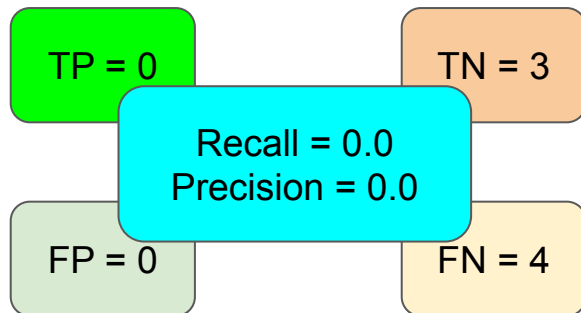 TP = 0
TN = 3
Recall = 0.0
Precision = 0.0
FP = 0
FN = 4